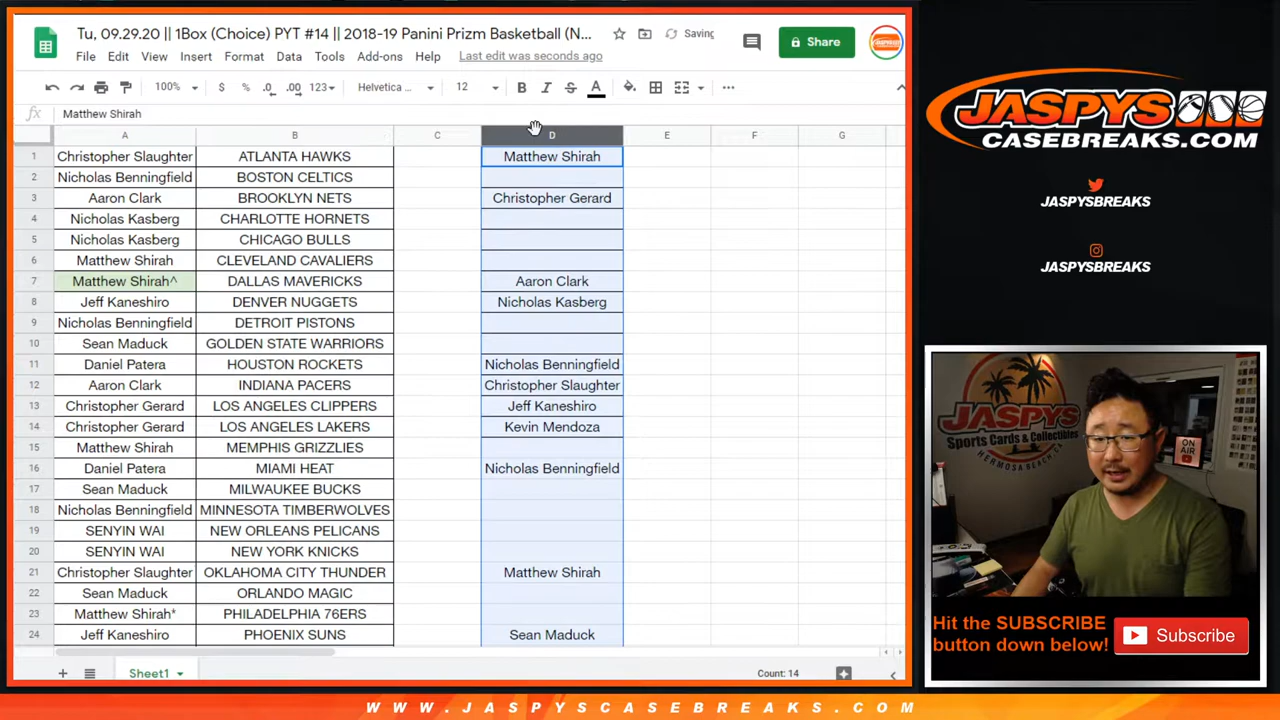 Tu, 09.29.20 || 1Box (Choice) PYT #14 || 2018-19 Panini Prizm Basketball (N... Saving
File Edit View Insert Format Data Tools Add-ons Help Last edit was seconds ago
Share
100% $ % .0 .00 123 Helvetica ... 12 B I S A ...
fx Matthew Shirah
A B C D E F G
1 Christopher Slaughter ATLANTA HAWKS Matthew Shirah
2 Nicholas Benningfield BOSTON CELTICS
3 Aaron Clark BROOKLYN NETS Christopher Gerard
4 Nicholas Kasberg CHARLOTTE HORNETS
5 Nicholas Kasberg CHICAGO BULLS
6 Matthew Shirah CLEVELAND CAVALIERS
7 Matthew Shirah^ DALLAS MAVERICKS Aaron Clark
8 Jeff Kaneshiro DENVER NUGGETS Nicholas Kasberg
9 Nicholas Benningfield DETROIT PISTONS
10 Sean Maduck GOLDEN STATE WARRIORS
11 Daniel Patera HOUSTON ROCKETS Nicholas Benningfield
12 Aaron Clark INDIANA PACERS Christopher Slaughter
13 Christopher Gerard LOS ANGELES CLIPPERS Jeff Kaneshiro
14 Christopher Gerard LOS ANGELES LAKERS Kevin Mendoza
15 Matthew Shirah MEMPHIS GRIZZLIES
16 Daniel Patera MIAMI HEAT Nicholas Benningfield
17 Sean Maduck MILWAUKEE BUCKS
18 Nicholas Benningfield MINNESOTA TIMBERWOLVES
19 SENYIN WAI NEW ORLEANS PELICANS
20 SENYIN WAI NEW YORK KNICKS
21 Christopher Slaughter OKLAHOMA CITY THUNDER Matthew Shirah
22 Sean Maduck ORLANDO MAGIC
23 Matthew Shirah* PHILADELPHIA 76ERS
24 Jeff Kaneshiro PHOENIX SUNS Sean Maduck
Sheet1 Count: 14
JASPYS
CASEBREAKS.COM
JASPYSBREAKS
JASPYSBREAKS
JASPYS
Sports Cards & Collectibles
HERMOSA BEACH, CA
ON AIR
Hit the SUBSCRIBE
button down below!
Subscribe
WWW.JASPYSCASEBREAKS.COM